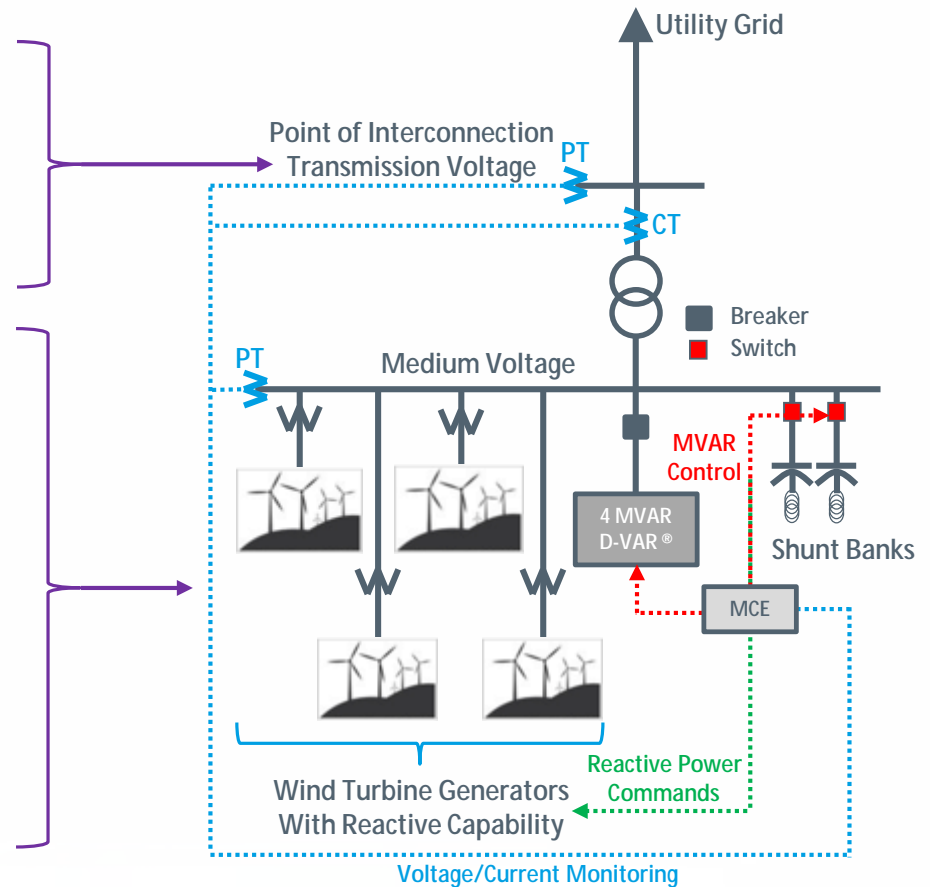 Utility Grid
Point of Interconnection
Transmission Voltage
PT
CT
Breaker
Switch
PT
Medium Voltage
MVAR
Control
4 MVAR
D-VAR ®
Shunt Banks
MCE
Reactive Power
Commands
Wind Turbine Generators
With Reactive Capability
Voltage/Current Monitoring